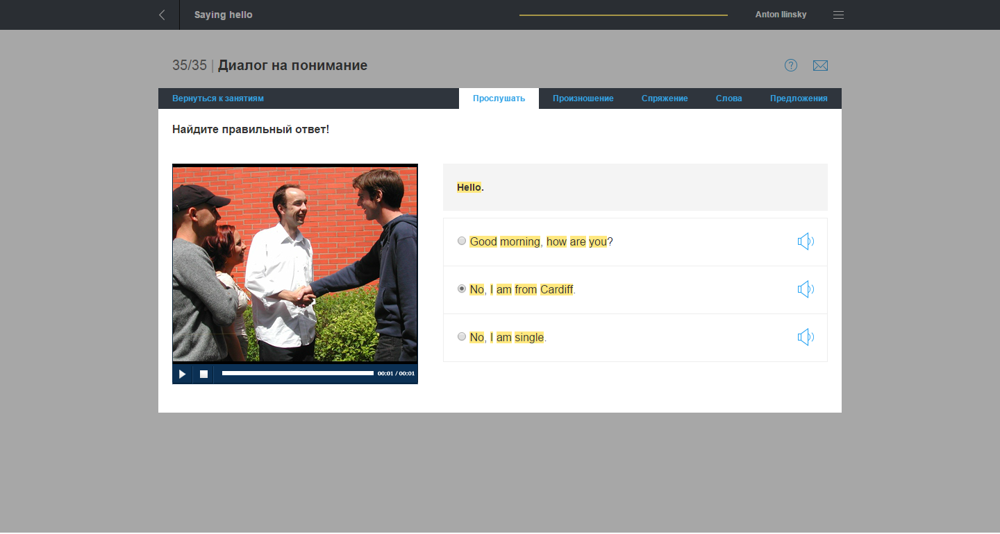 Saying hello
Anton Ilinsky
35/35 | Диалог на понимание
Вернуться к занятиям
Прослушать
Произношение
Спряжение
Слова
Предложения
Найдите правильный ответ!
Hello.
Good morning, how are you?
No, I am from Cardiff.
No, I am single.
00:01 / 00:01